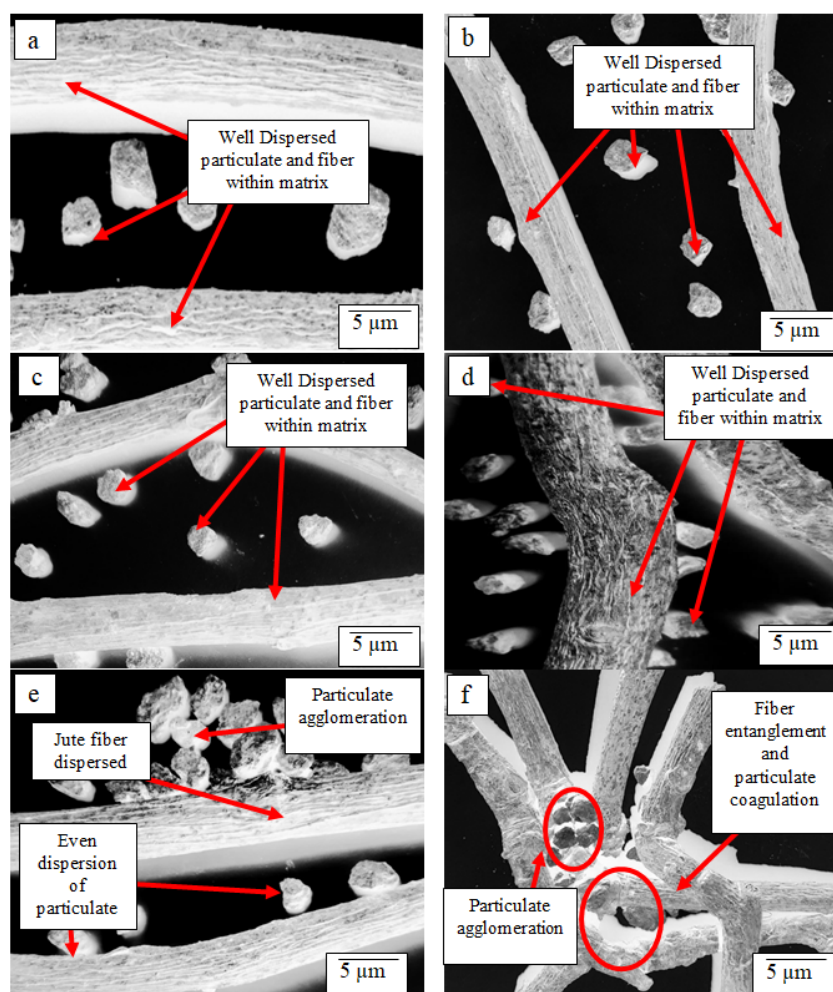 a
Well Dispersed
particulate and fiber
within matrix
5 µm
b
Well Dispersed
particulate and fiber
within matrix
5 µm
c
Well Dispersed
particulate and fiber
within matrix
5 µm
d
Well Dispersed
particulate and
fiber within matrix
5 µm
e
Particulate
agglomeration
Jute fiber
dispersed
Even
dispersion
of
particulate
5 µm
f
Fiber
entanglement
and
particulate
coagulation
Particulate
agglomeration
5 µm